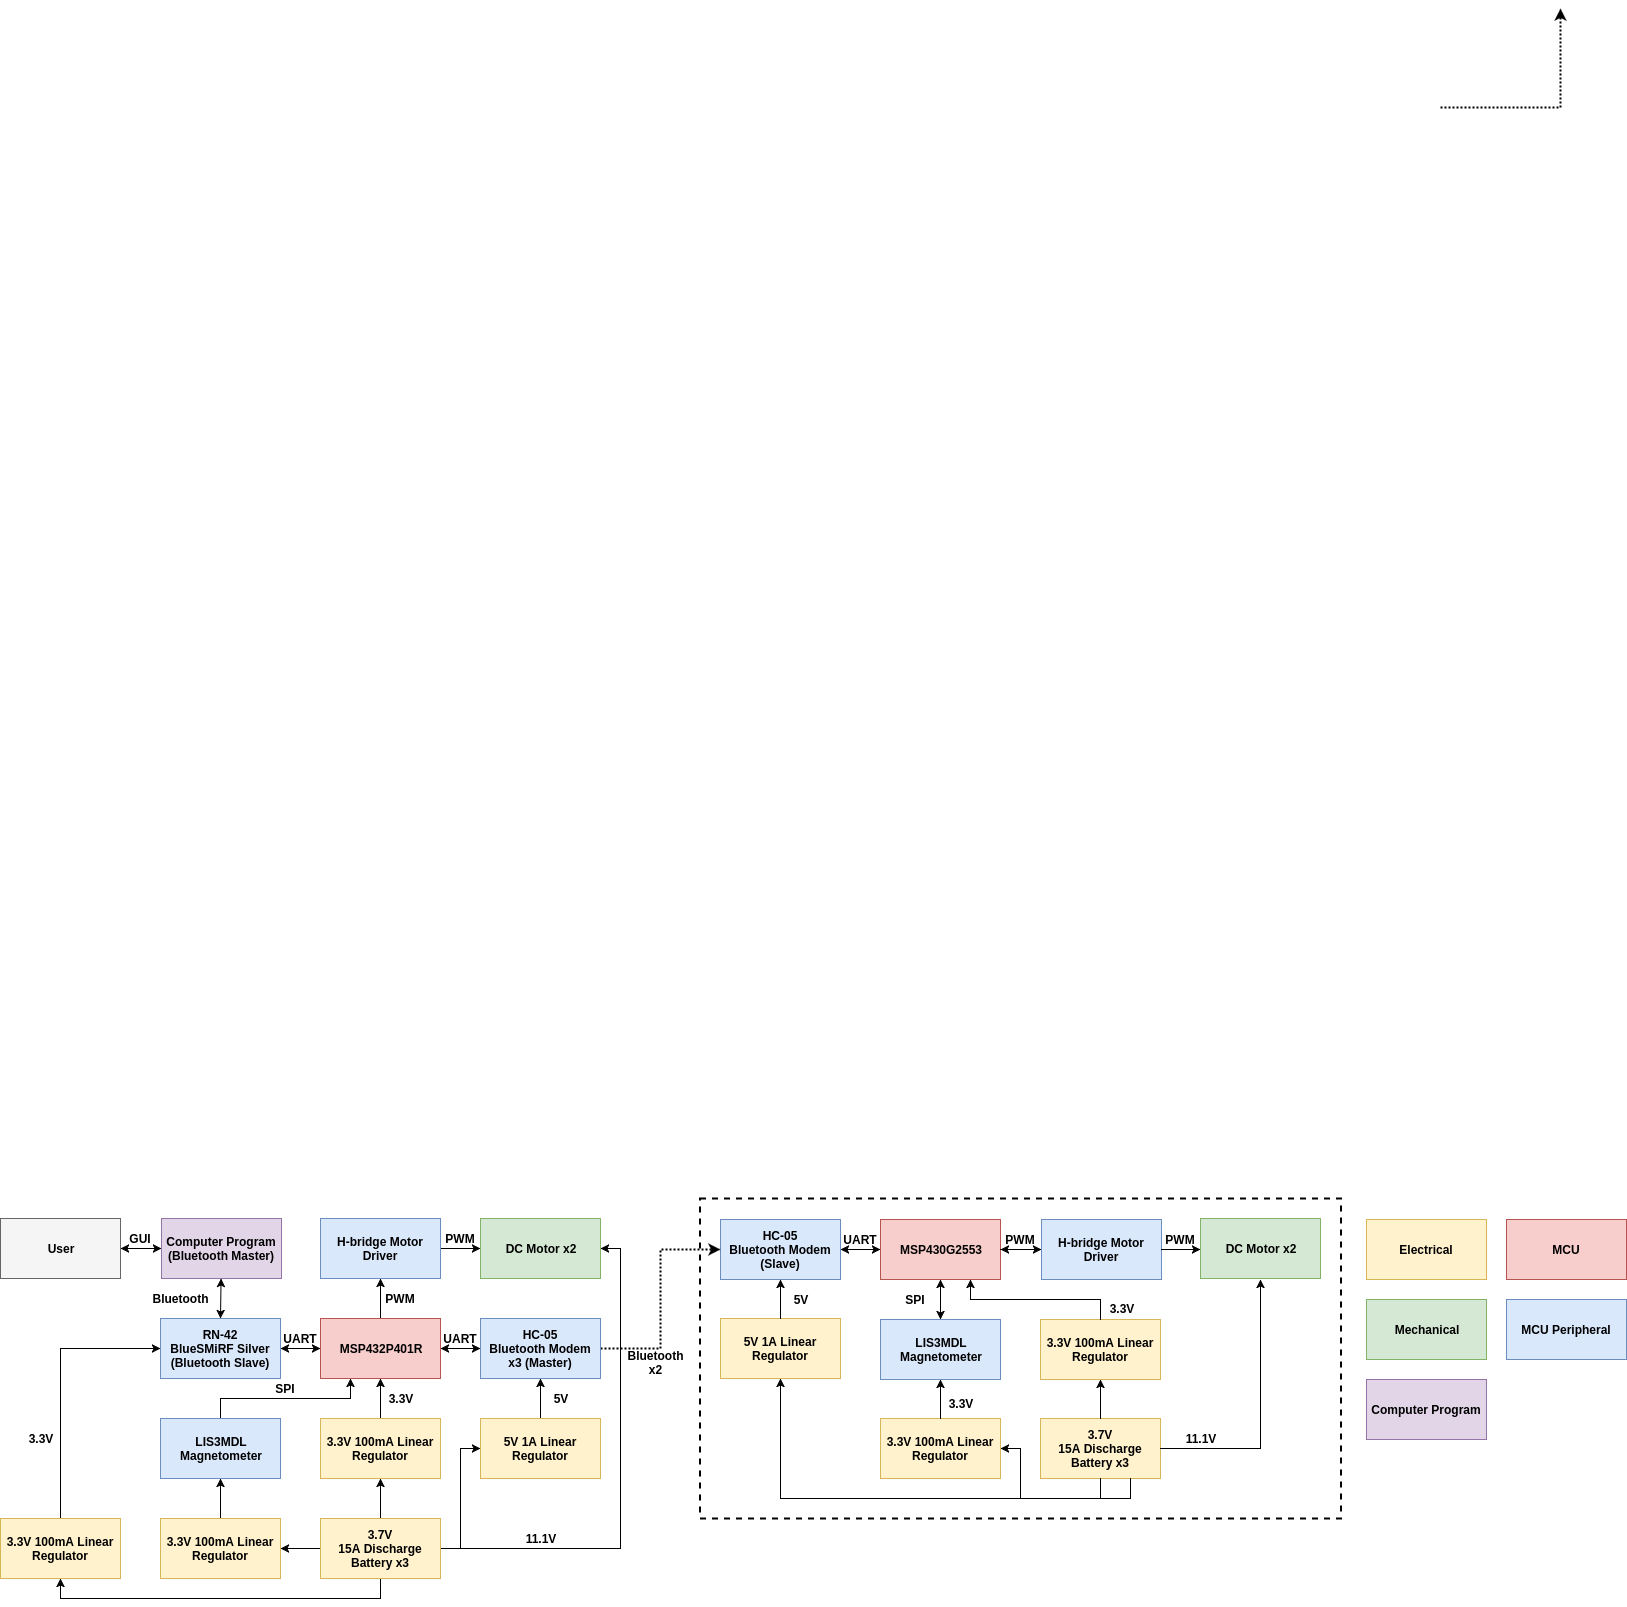 User
GUI
Computer Program
(Bluetooth Master)
H-bridge Motor
Driver
PWM
DC Motor x2
Bluetooth
PWM
RN-42
BlueSMiRF Silver
(Bluetooth Slave)
UART
MSP432P401R
UART
HC-05
Bluetooth Modem
x3 (Master)
Bluetooth
x2
SPI
3.3V
5V
3.3V
LIS3MDL
Magnetometer
3.3V 100mA Linear
Regulator
5V 1A Linear
Regulator
3.3V 100mA Linear
Regulator
3.3V 100mA Linear
Regulator
3.7V
15A Discharge
Battery x3
11.1V
HC-05
Bluetooth Modem
(Slave)
UART
MSP430G2553
PWM
H-bridge Motor
Driver
PWM
DC Motor x2
5V
SPI
3.3V
5V 1A Linear
Regulator
LIS3MDL
Magnetometer
3.3V 100mA Linear
Regulator
3.3V
3.3V 100mA Linear
Regulator
3.7V
15A Discharge
Battery x3
11.1V
Electrical
MCU
Mechanical
MCU Peripheral
Computer Program